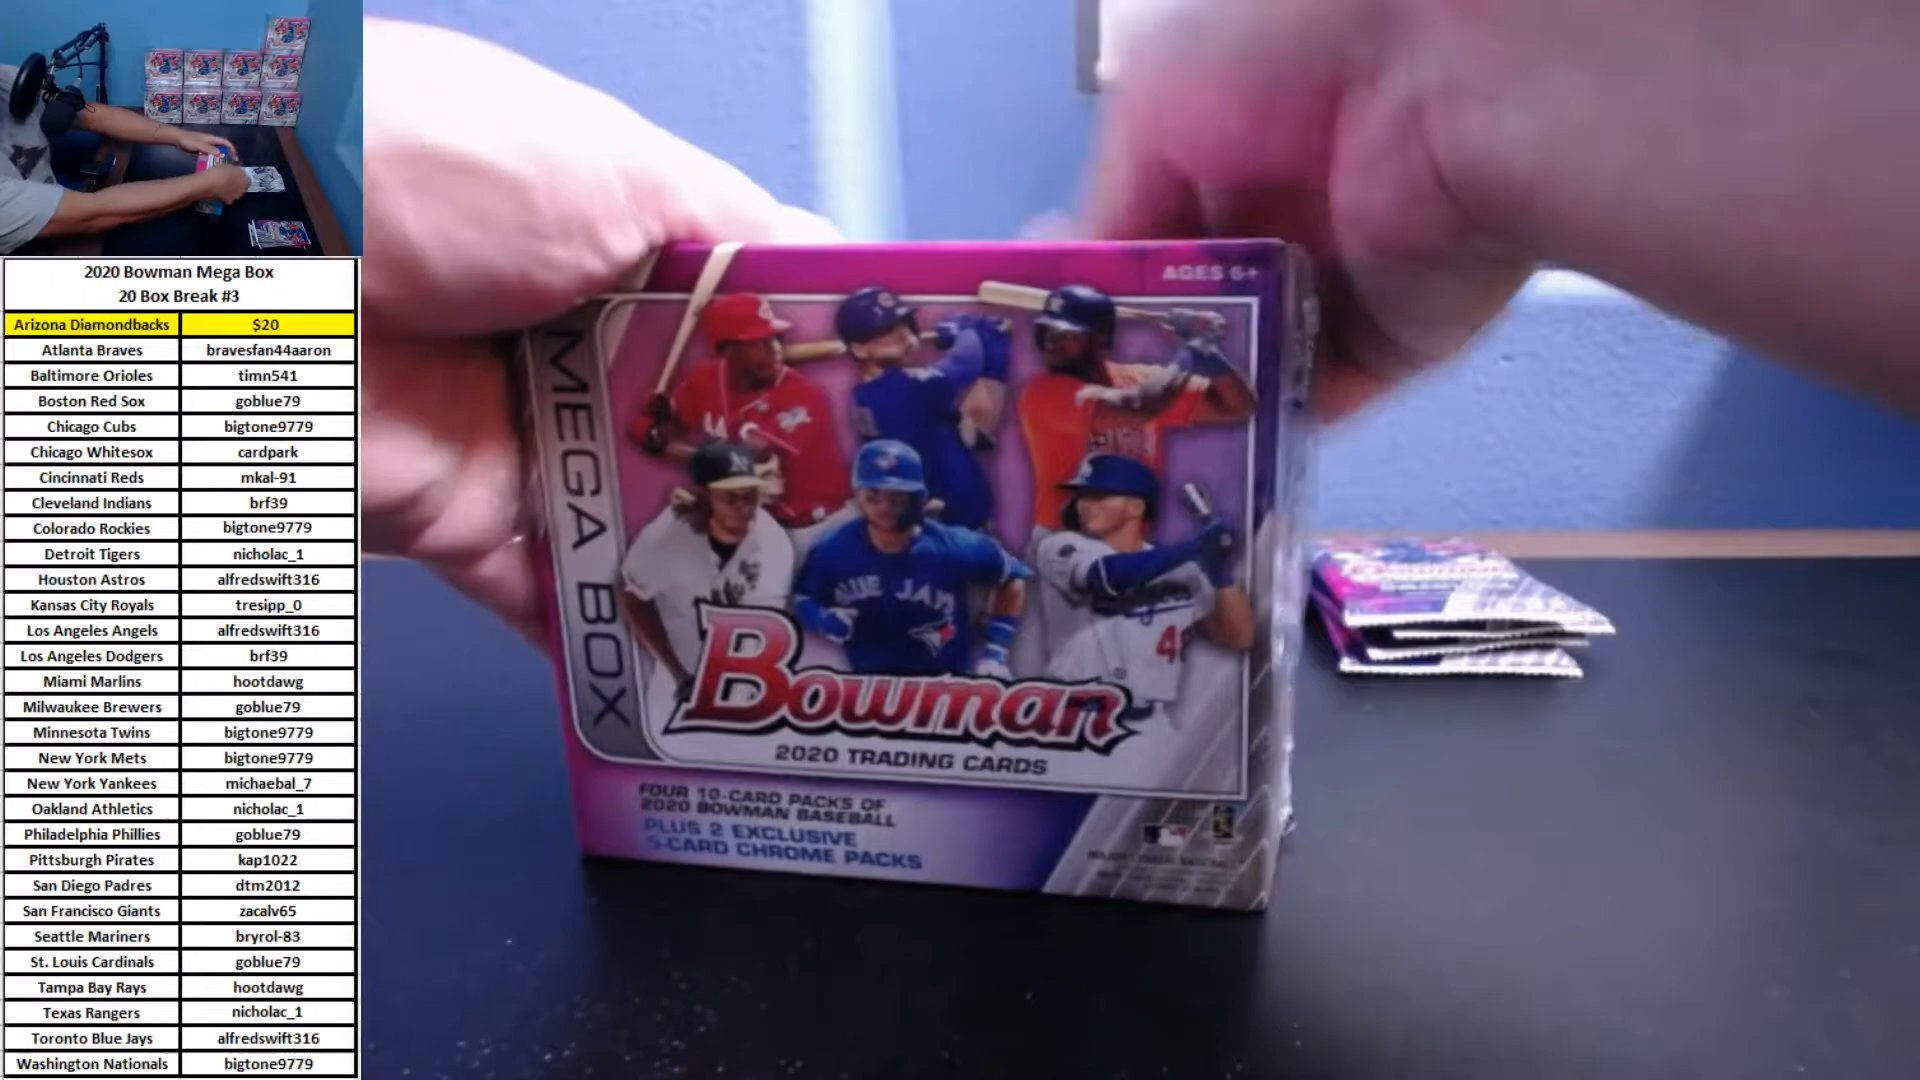 2020 Bowman Mega Box
20 Box Break #3
Arizona Diamondbacks $20
Atlanta Braves bravesfan44aaron
Baltimore Orioles timn541
Boston Red Sox goblue79
Chicago Cubs bigtone9779
Chicago Whitesox cardpark
Cincinnati Reds mkal-91
Cleveland Indians brf39
Colorado Rockies bigtone9779
Detroit Tigers nicholac_1
Houston Astros alfredswift316
Kansas City Royals tresipp_0
Los Angeles Angels alfredswift316
Los Angeles Dodgers brf39
Miami Marlins hootdawg
Milwaukee Brewers goblue79
Minnesota Twins bigtone9779
New York Mets bigtone9779
New York Yankees michaebal_7
Oakland Athletics nicholac_1
Philadelphia Phillies goblue79
Pittsburgh Pirates kap1022
San Diego Padres dtm2012
San Francisco Giants zacalv65
Seattle Mariners bryrol-83
St. Louis Cardinals goblue79
Tampa Bay Rays hootdawg
Texas Rangers nicholac_1
Toronto Blue Jays alfredswift316
Washington Nationals bigtone9779
AGES 6+
MEGA BOX
BLUE JAYS
Bowman
2020 TRADING CARDS
FOUR 10-CARD PACKS OF
2020 BOWMAN BASEBALL
PLUS 2 EXCLUSIVE
5-CARD CHROME PACKS